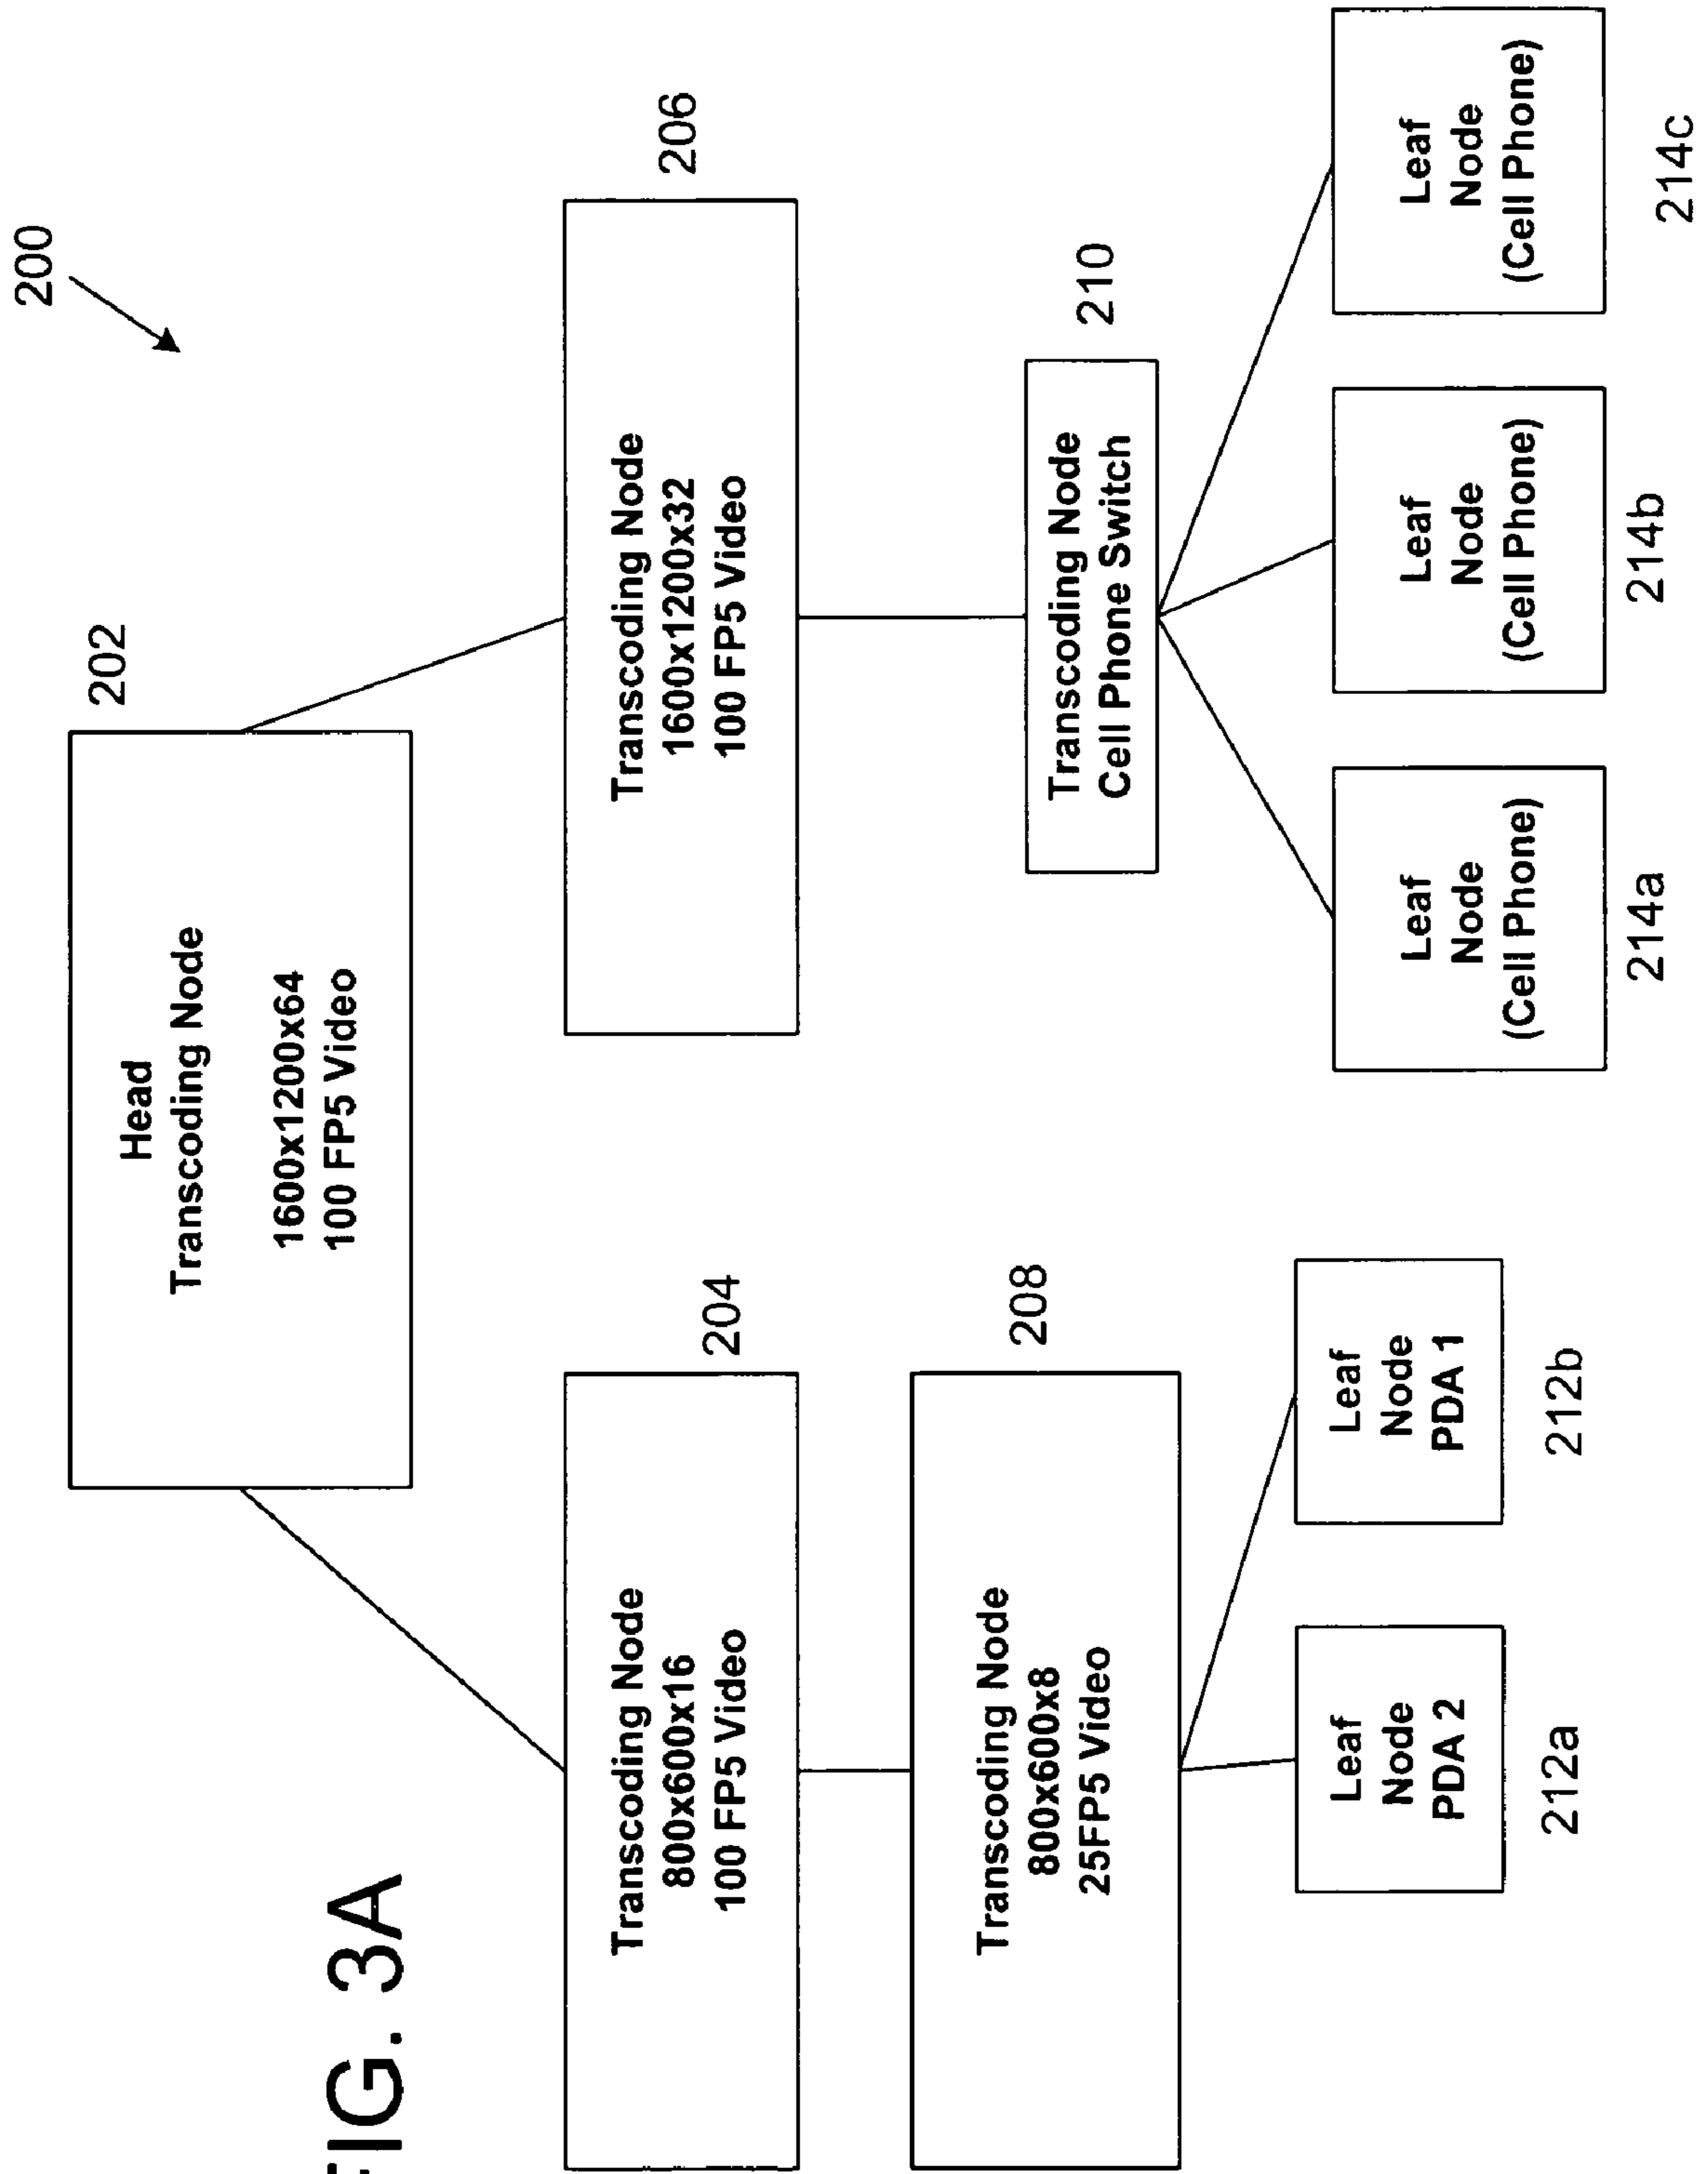 FIG. 3A
200
Head
Transcoding Node
1600x1200x64
100 FP5 Video
202
Transcoding Node
800x600x16
100 FP5 Video
204
Transcoding Node
1600x1200x32
100 FP5 Video
206
Transcoding Node
800x600x8
25FP5 Video
208
Transcoding Node
Cell Phone Switch
210
Leaf
Node
PDA 2
212a
Leaf
Node
PDA 1
212b
Leaf
Node
(Cell Phone)
214a
Leaf
Node
(Cell Phone)
214b
Leaf
Node
(Cell Phone)
214c